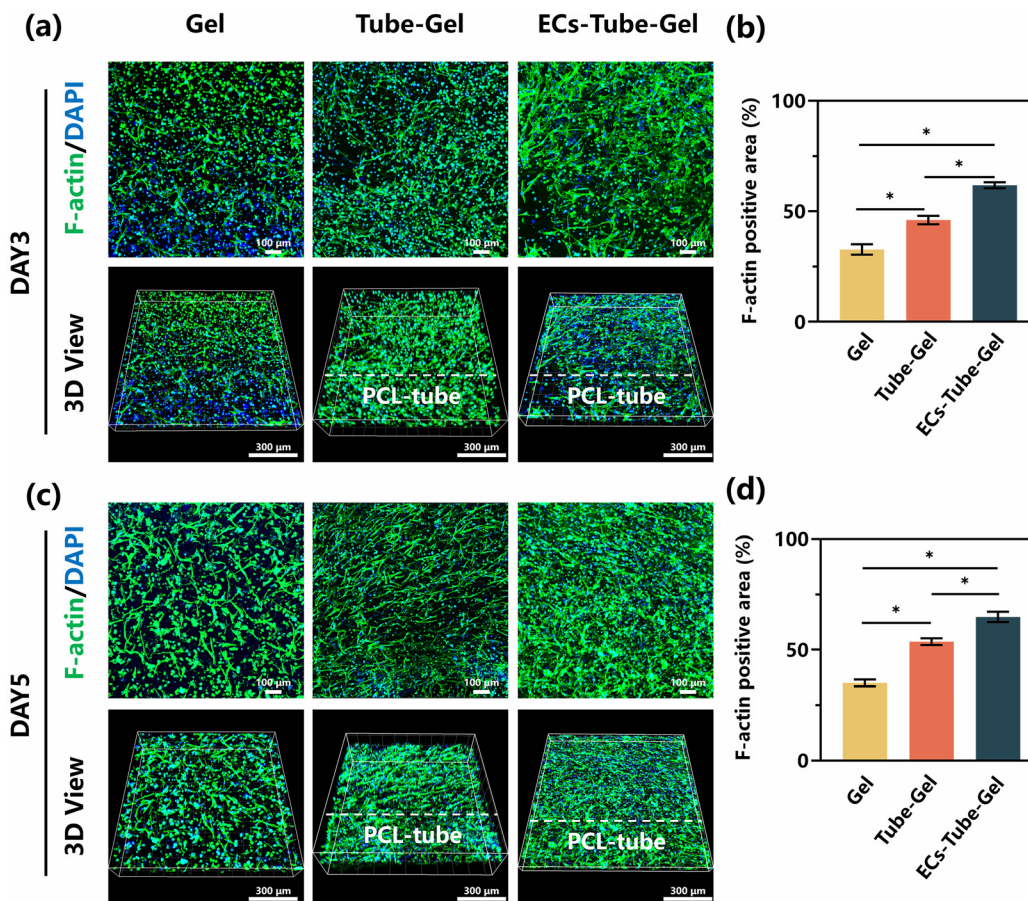 (a)
Gel
Tube-Gel
ECs-Tube-Gel
DAY3
F-actin/DAPI
100 μm
100 μm
100 μm
3D View
PCL-tube
PCL-tube
300 μm
300 μm
300 μm
(b)
F-actin positive area (%)
100
50
0
*
*
*
Gel
Tube-Gel
ECs-Tube-Gel
(c)
DAY5
F-actin/DAPI
100 μm
100 μm
100 μm
3D View
PCL-tube
PCL-tube
300 μm
300 μm
300 μm
(d)
F-actin positive area (%)
100
50
0
*
*
*
Gel
Tube-Gel
ECs-Tube-Gel